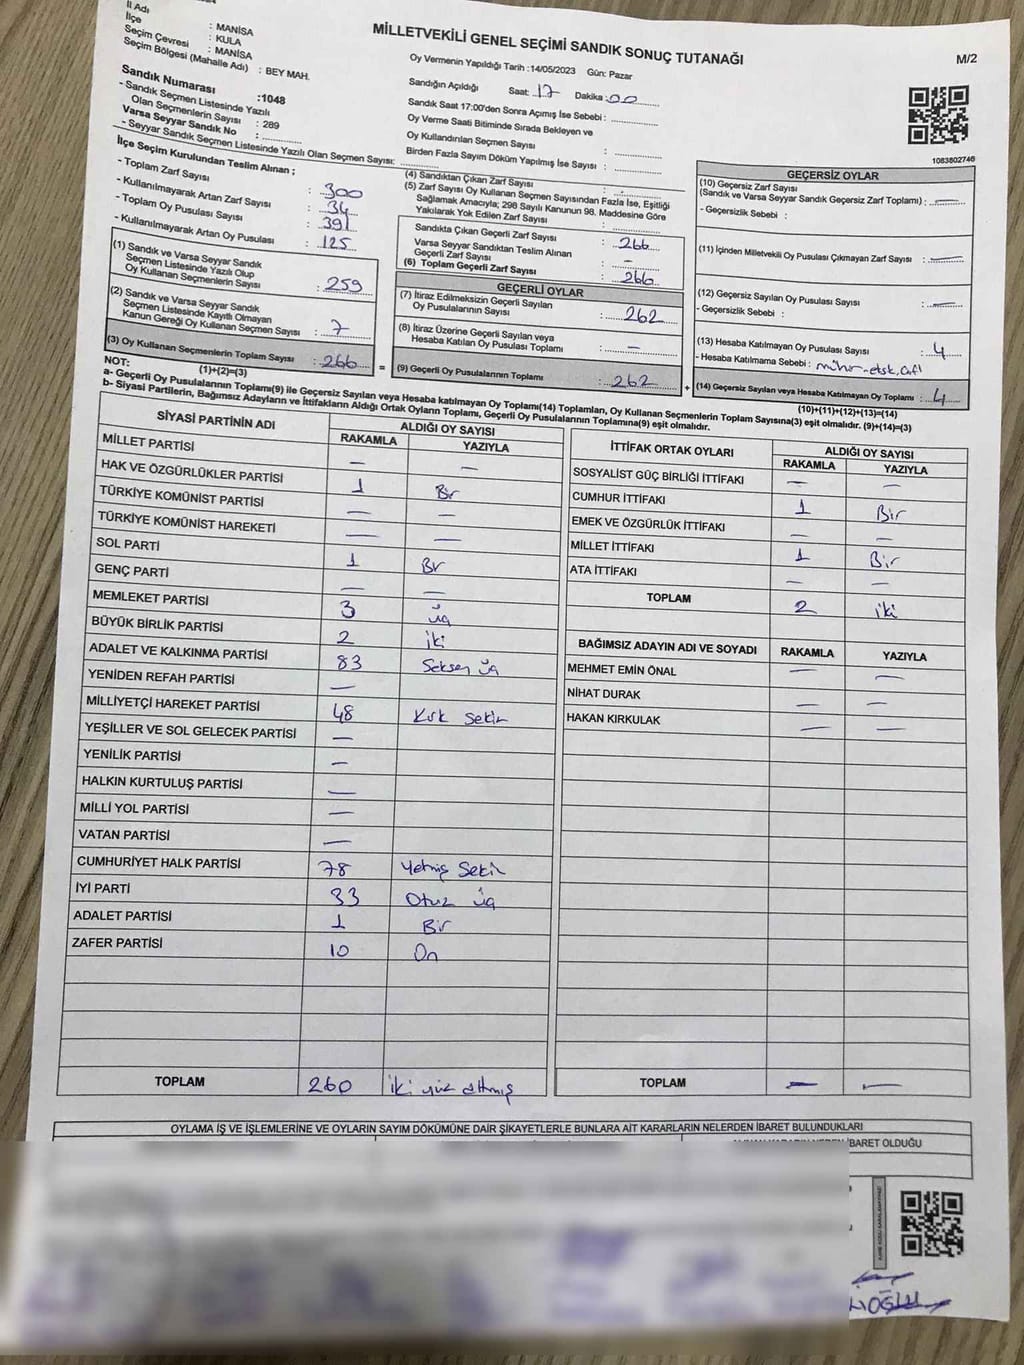 İl Adı : MANİSA
İlçe : KULA
Seçim Çevresi : MANİSA
Seçim Bölgesi (Mahalle Adı) : BEY MAH.
Sandık Numarası :1048
- Sandık Seçmen Listesinde Yazılı
Olan Seçmenlerin Sayısı : 289
Varsa Seyyar Sandık No :
- Seyyar Sandık Seçmen Listesinde Yazılı Olan Seçmen Sayısı:
MİLLETVEKİLİ GENEL SEÇİMİ SANDIK SONUÇ TUTANAĞI
M/2
Oy Vermenin Yapıldığı Tarih :14/05/2023 Gün: Pazar
Sandığın Açıldığı Saat: 17 Dakika: 00
Sandık Saat 17:00'den Sonra Açımış İse Sebebi :
Oy Verme Saati Bitiminde Sırada Bekleyen ve
Oy Kullandırılan Seçmen Sayısı :
Birden Fazla Sayım Döküm Yapılmış İse Sayısı :
1083802746
İlçe Seçim Kurulundan Teslim Alınan ;
- Toplam Zarf Sayısı : 300
- Kullanılmayarak Artan Zarf Sayısı : 34
- Toplam Oy Pusulası Sayısı : 391
- Kullanılmayarak Artan Oy Pusulası : 125
(1) Sandık ve Varsa Seyyar Sandık
Seçmen Listesinde Yazılı Olup
Oy Kullanan Seçmenlerin Sayısı : 259
(2) Sandık ve Varsa Seyyar Sandık
Seçmen Listesinde Kayıtlı Olmayan
Kanun Gereği Oy Kullanan Seçmen Sayısı : 7
(3) Oy Kullanan Seçmenlerin Toplam Sayısı : 266
(1)+(2)=(3)
(4) Sandıktan Çıkan Zarf Sayısı :
(5) Zarf Sayısı Oy Kullanan Seçmen Sayısından Fazla İse, Eşitliği
Sağlamak Amacıyla; 298 Sayılı Kanunun 98. Maddesine Göre
Yakılarak Yok Edilen Zarf Sayısı :
Sandıkta Çıkan Geçerli Zarf Sayısı : 266
Varsa Seyyar Sandıktan Teslim Alınan
Geçerli Zarf Sayısı : —
(6) Toplam Geçerli Zarf Sayısı : 266
=
GEÇERLİ OYLAR
(7) İtiraz Edilmeksizin Geçerli Sayılan
Oy Pusulasının Sayısı : 262
(8) İtiraz Üzerine Geçerli Sayılan veya
Hesaba Katılan Oy Pusulası Toplamı : —
(9) Geçerli Oy Pusulalarının Toplamı : 262
+
GEÇERSİZ OYLAR
(10) Geçersiz Zarf Sayısı
(Sandık ve Varsa Seyyar Sandık Geçersiz Zarf Toplamı) : —
- Geçersizlik Sebebi :
(11) İçinden Milletvekili Oy Pusulası Çıkmayan Zarf Sayısı : —
(12) Geçersiz Sayılan Oy Pusulası Sayısı : —
- Geçersizlik Sebebi :
(13) Hesaba Katılmayan Oy Pusulası Sayısı : 4
- Hesaba Katılmama Sebebi :
(14) Geçersiz Sayılan veya Hesaba Katılmayan Oy Toplamı : 4
(10)+(11)+(12)+(13)=(14)
NOT:
a- Geçerli Oy Pusulalarının Toplamı(9) ile Geçersiz Sayılan veya Hesaba katılmayan Oy Toplamı(14) Toplamları, Oy Kullanan Seçmenlerin Toplam Sayısına(3) eşit olmalıdır. (9)+(14)=(3)
b- Siyasi Partilerin, Bağımsız Adayların ve İttifakların Aldığı Ortak Oyların Toplamı, Geçerli Oy Pusulalarının Toplamına(9) eşit olmalıdır.
SİYASİ PARTİNİN ADI ALDIĞI OY SAYISI
RAKAMLA YAZIYLA
MİLLET PARTİSİ — —
HAK VE ÖZGÜRLÜKLER PARTİSİ 1 Bir
TÜRKİYE KOMÜNİST PARTİSİ — —
TÜRKİYE KOMÜNİST HAREKETİ — —
SOL PARTİ 1 Bir
GENÇ PARTİ — —
MEMLEKET PARTİSİ 3 üç
BÜYÜK BİRLİK PARTİSİ 2 iki
ADALET VE KALKINMA PARTİSİ 83 Seksen üç
YENİDEN REFAH PARTİSİ —
MİLLİYETÇİ HAREKET PARTİSİ 48 Kırk Sekiz
YEŞİLLER VE SOL GELECEK PARTİSİ —
YENİLİK PARTİSİ —
HALKIN KURTULUŞ PARTİSİ —
MİLLİ YOL PARTİSİ —
VATAN PARTİSİ —
CUMHURİYET HALK PARTİSİ 78 Yetmiş Sekiz
İYİ PARTİ 33 Otuz üç
ADALET PARTİSİ 1 Bir
ZAFER PARTİSİ 10 On
TOPLAM 260 iki yüz altmış
İTTİFAK ORTAK OYLARI ALDIĞI OY SAYISI
RAKAMLA YAZIYLA
SOSYALİST GÜÇ BİRLİĞİ İTTİFAKI — —
CUMHUR İTTİFAKI 1 Bir
EMEK VE ÖZGÜRLÜK İTTİFAKI — —
MİLLET İTTİFAKI 1 Bir
ATA İTTİFAKI — —
TOPLAM 2 iki
BAĞIMSIZ ADAYIN ADI VE SOYADI RAKAMLA YAZIYLA
MEHMET EMİN ÖNAL — —
NİHAT DURAK — —
HAKAN KIRKULAK — —
TOPLAM — —
OYLAMA İŞ VE İŞLEMLERİNE VE OYLARIN SAYIM DÖKÜMÜNE DAİR ŞİKAYETLERLE BUNLARA AİT KARARLARIN NELERDEN İBARET BULUNDUKLARI
İBARET OLDUĞU